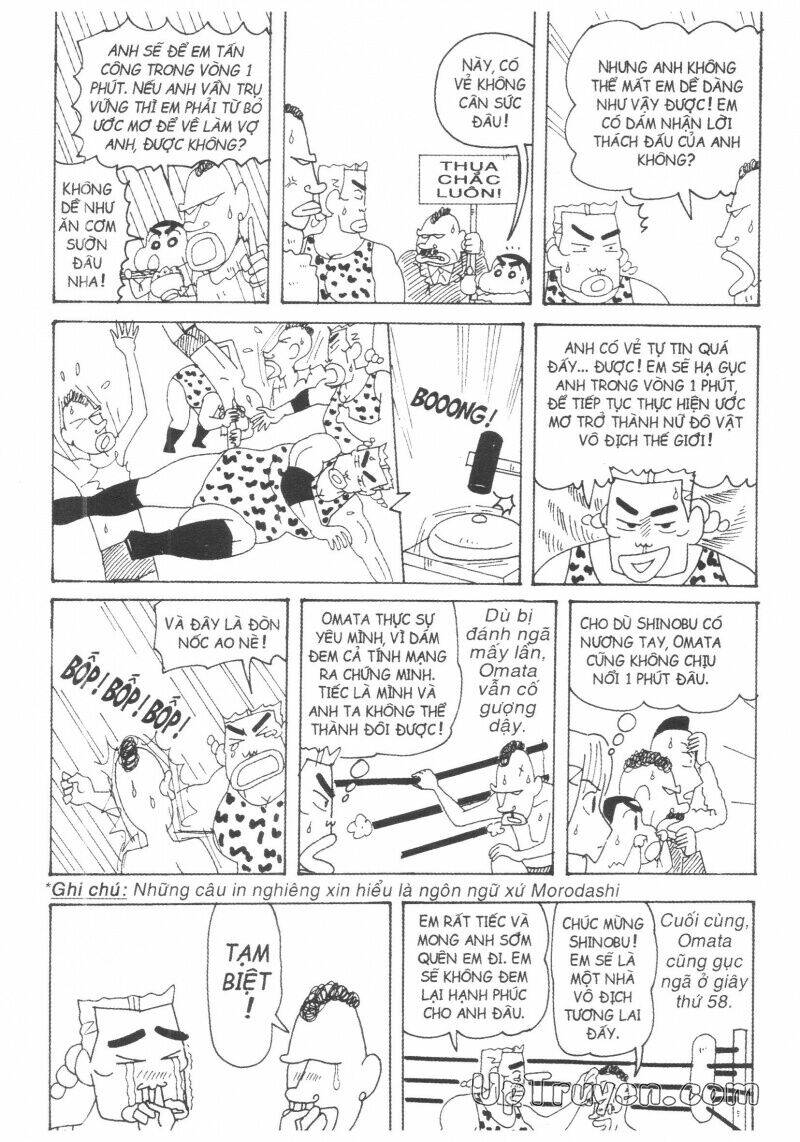 NHƯNG ANH KHÔNG
THỂ MẤT EM DỄ DÀNG
NHƯ VẬY ĐƯỢC! EM
CÓ DÁM NHẬN LỜI
THÁCH ĐẤU CỦA ANH
KHÔNG?
NÀY, CÓ
VẺ KHÔNG
CÂN SỨC
ĐÂU!
THUA
CHẮC
LUÔN!
ANH SẼ ĐỂ EM TẤN
CÔNG TRONG VÒNG 1
PHÚT. NẾU ANH VẪN TRỤ
VỮNG THÌ EM PHẢI TỪ BỎ
ƯỚC MƠ ĐỂ VỀ LÀM VỢ
ANH, ĐƯỢC KHÔNG?
KHÔNG
DỄ NHƯ
ĂN CƠM
SƯỜN
ĐÂU
NHA!
ANH CÓ VẺ TỰ TIN QUÁ
ĐẤY... ĐƯỢC! EM SẼ HẠ GỤC
ANH TRONG VÒNG 1 PHÚT,
ĐỂ TIẾP TỤC THỰC HIỆN ƯỚC
MƠ TRỞ THÀNH NỮ ĐÔ VẬT
VÔ ĐỊCH THẾ GIỚI!
BOOONG!
CHO DÙ SHINOBU CÓ
NƯƠNG TAY, OMATA
CŨNG KHÔNG CHỊU
NỔI 1 PHÚT ĐÂU.
Dù bị
đánh ngã
mấy lần,
Omata
vẫn cố
gượng
dậy.
OMATA THỰC SỰ
YÊU MÌNH, VÌ DÁM
ĐEM CẢ TÍNH MẠNG
RA CHỨNG MINH.
TIẾC LÀ MÌNH VÀ
ANH TA KHÔNG THỂ
THÀNH ĐÔI ĐƯỢC!
VÀ ĐÂY LÀ ĐÒN
NỐC AO NÈ!
BỐP! BỐP! BỐP!
*Ghi chú: Những câu in nghiêng xin hiểu là ngôn ngữ xứ Morodashi
Cuối cùng,
Omata
cũng gục
ngã ở giây
thứ 58.
CHÚC MỪNG
SHINOBU!
EM SẼ LÀ
MỘT NHÀ
VÔ ĐỊCH
TƯƠNG LAI
ĐẤY.
EM RẤT TIẾC VÀ
MONG ANH SỚM
QUÊN EM ĐI. EM
SẼ KHÔNG ĐEM
LẠI HẠNH PHÚC
CHO ANH ĐÂU.
TẠM
BIỆT
!
UpTruyen.com